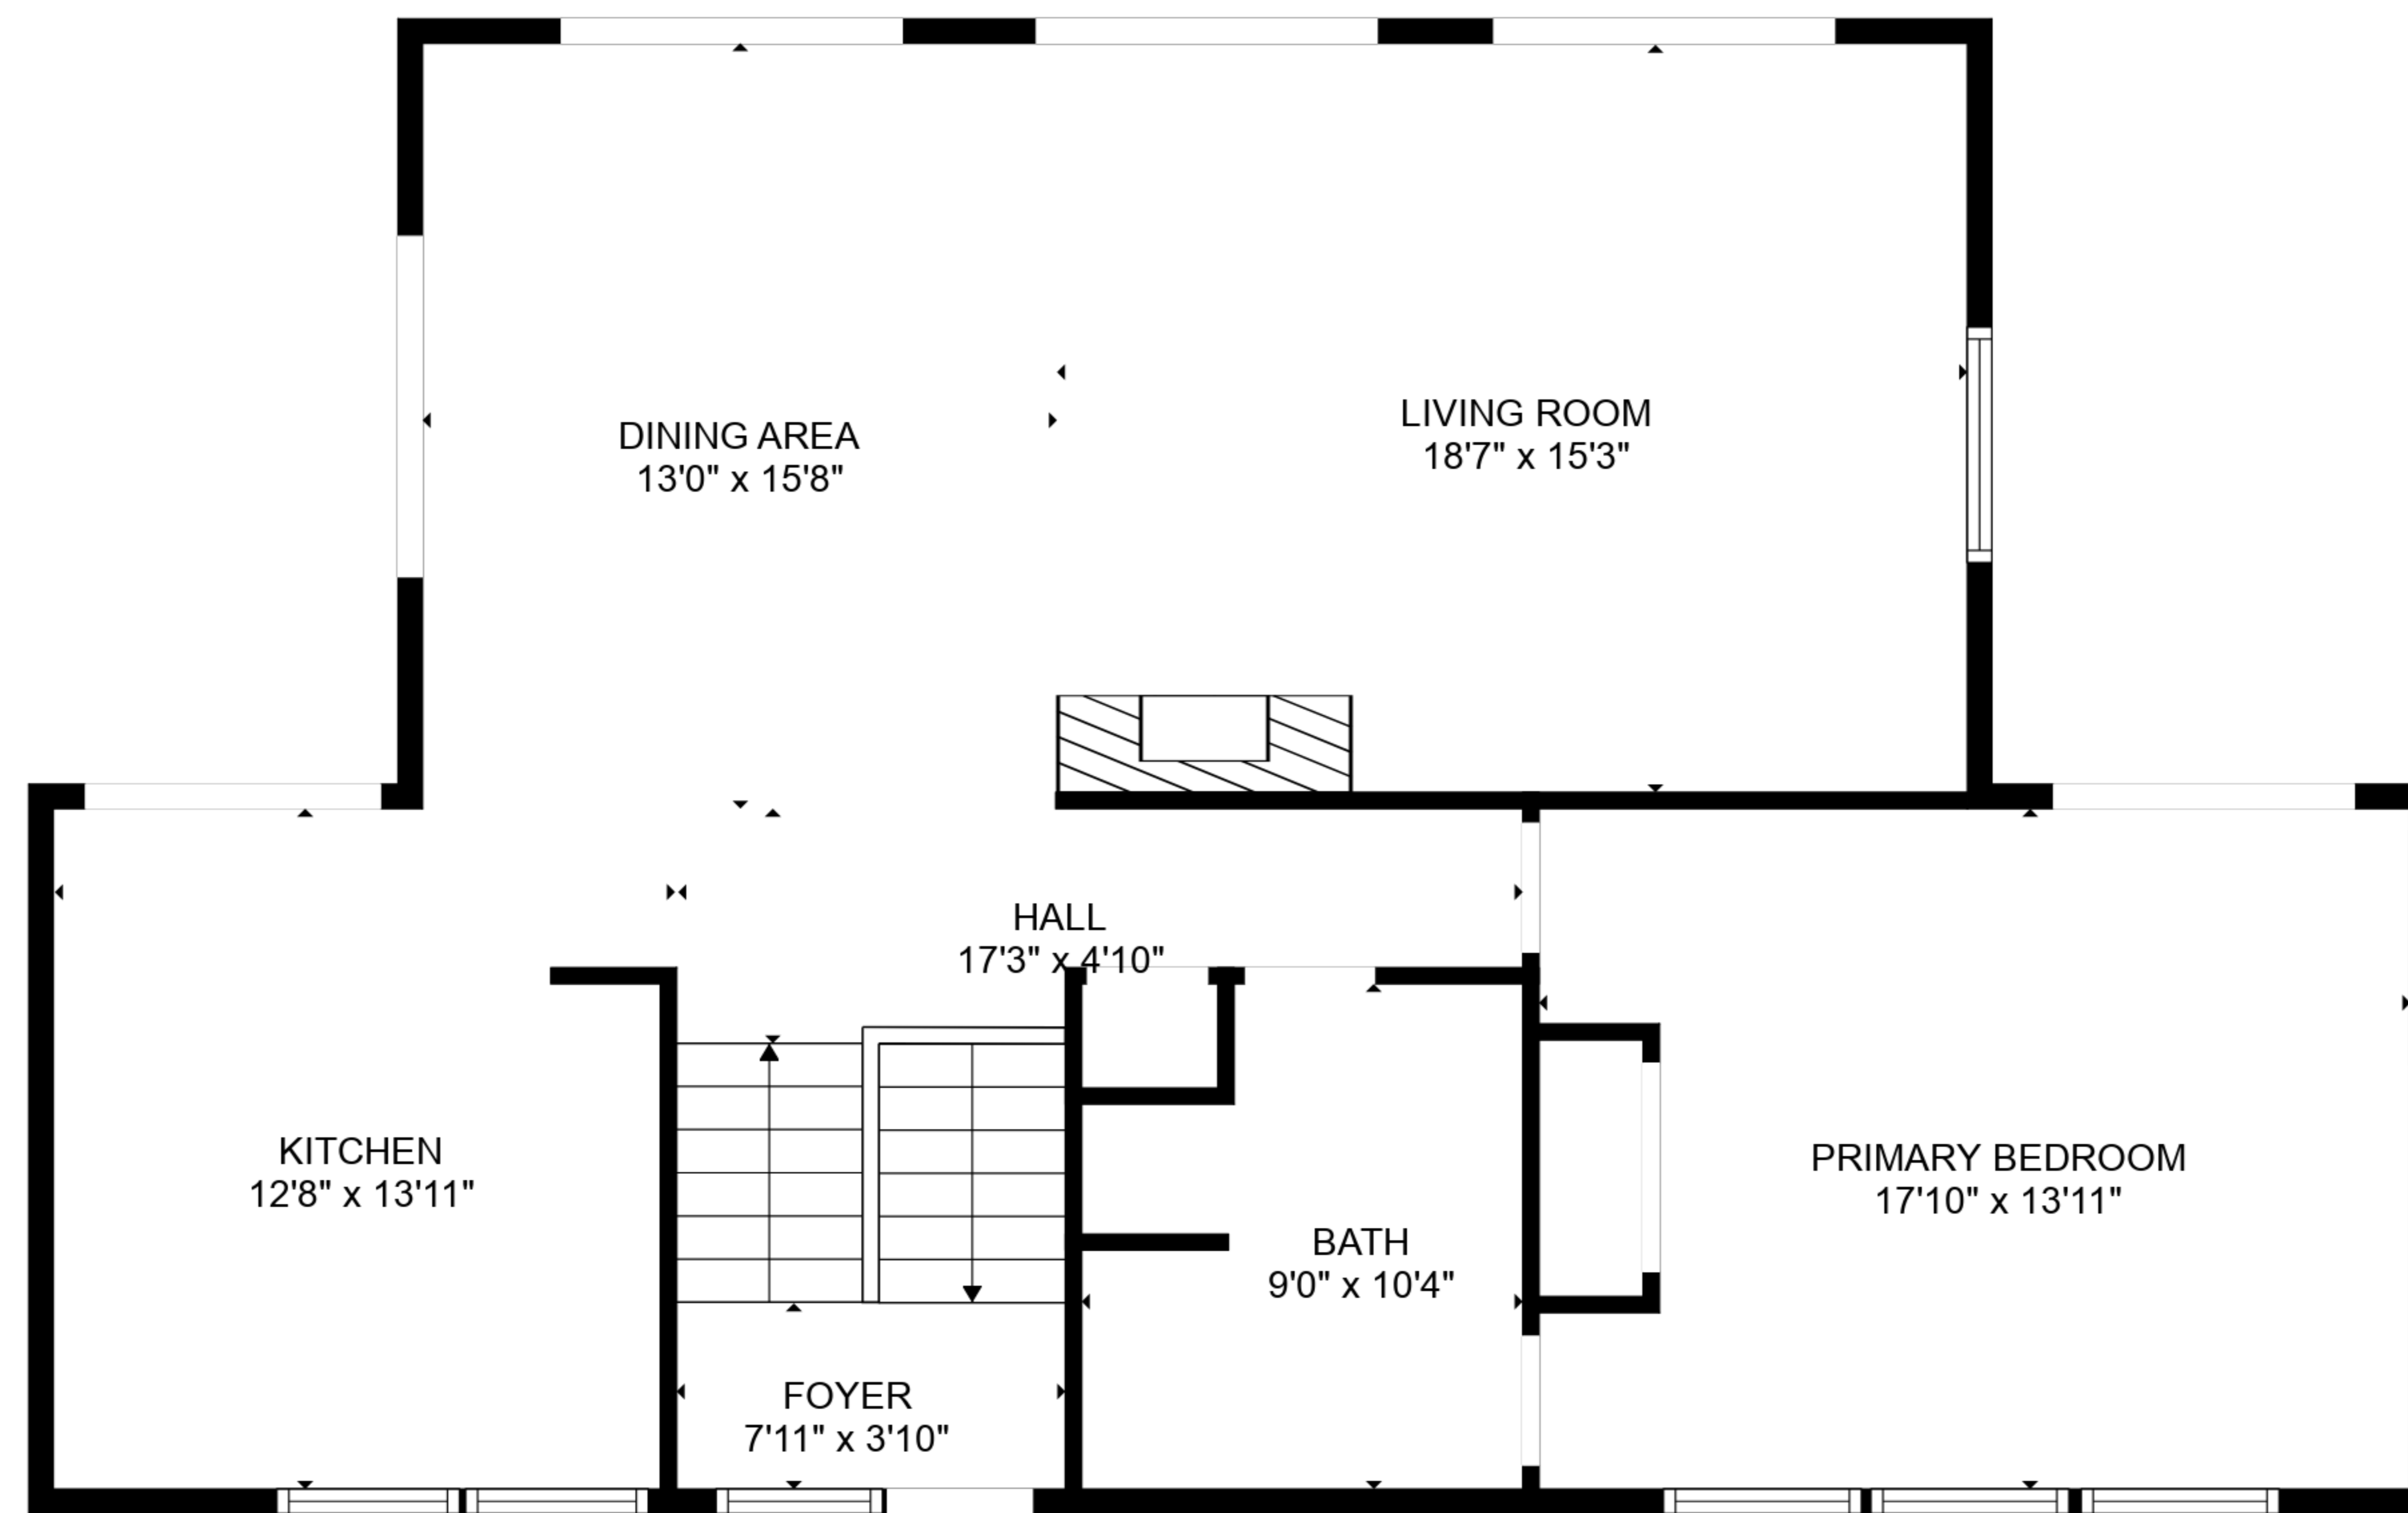 DINING AREA
13'0" x 15'8"
LIVING ROOM
18'7" x 15'3"
HALL
17'3" x 4'10"
KITCHEN
12'8" x 13'11"
PRIMARY BEDROOM
17'10" x 13'11"
BATH
9'0" x 10'4"
FOYER
7'11" x 3'10"